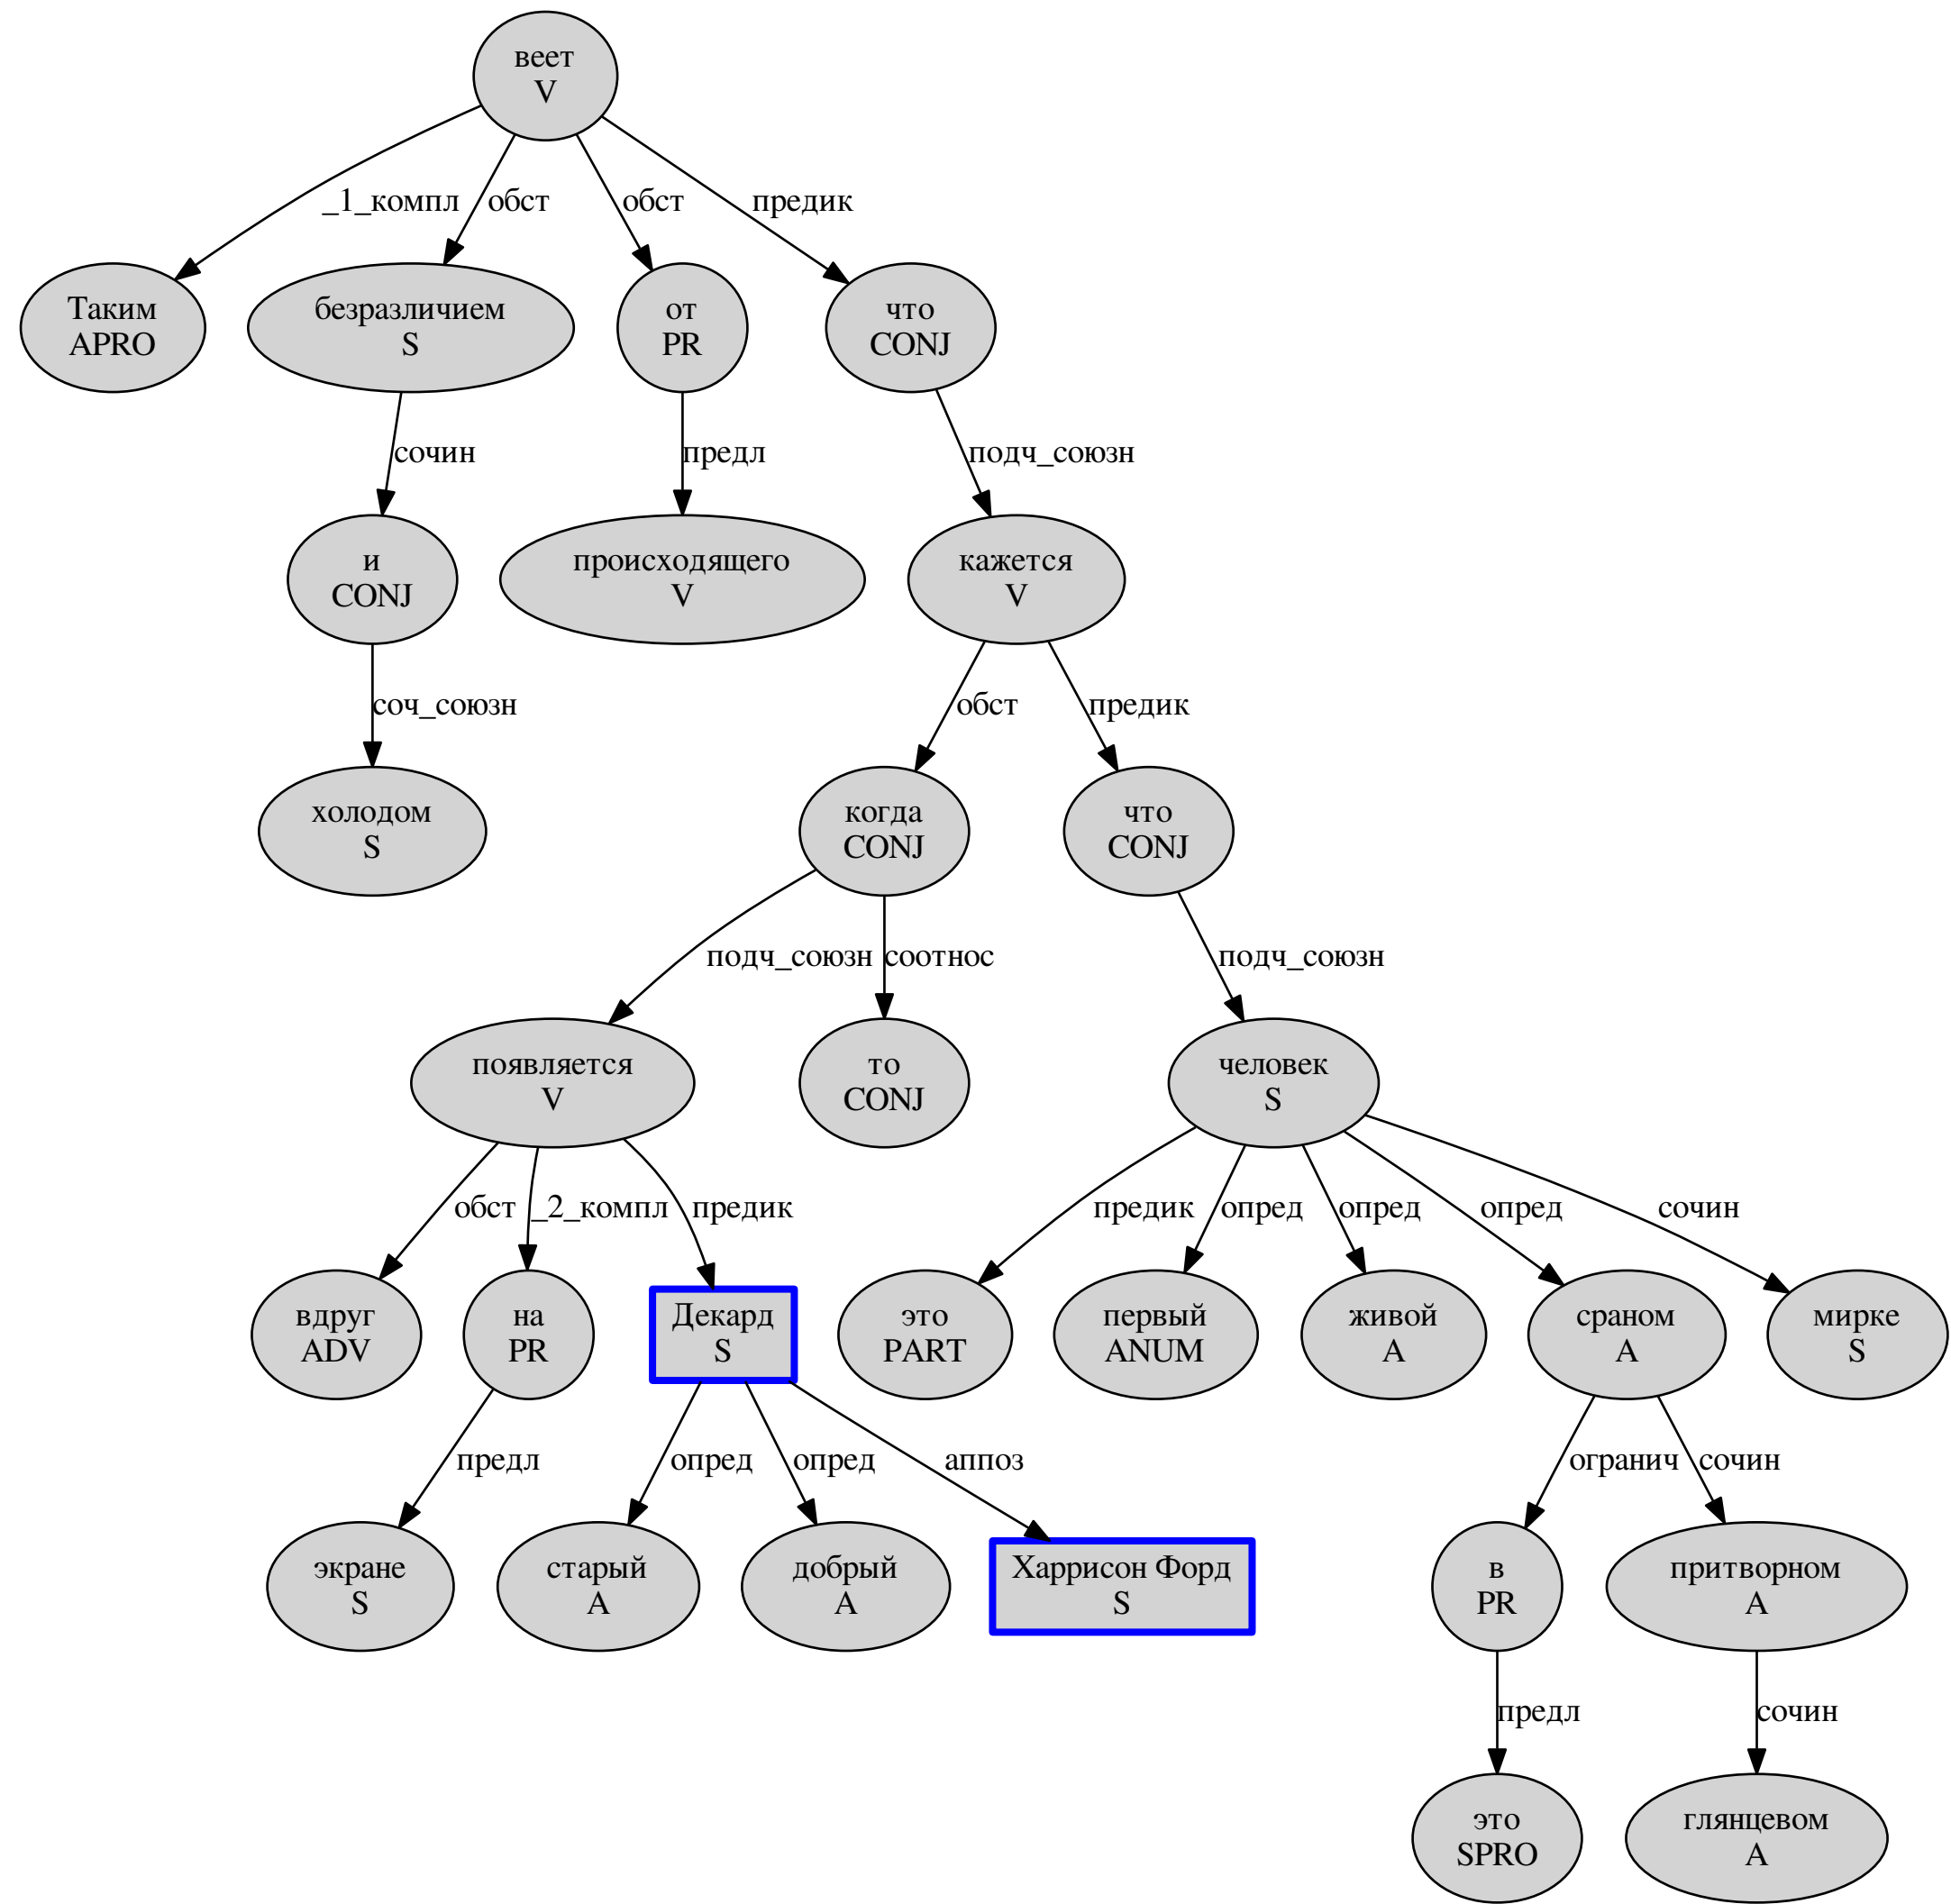 веет
V
_1_компл
обст
обст
предик
Таким
APRO
безразличием
S
от
PR
что
CONJ
сочин
предл
подч_союзн
и
CONJ
происходящего
V
кажется
V
соч_союзн
обст
предик
холодом
S
когда
CONJ
что
CONJ
подч_союзн
соотнос
подч_союзн
появляется
V
то
CONJ
человек
S
обст
_2_компл
предик
предик
опред
опред
опред
сочин
вдруг
ADV
на
PR
Декард
S
это
PART
первый
ANUM
живой
A
сраном
A
мирке
S
предл
опред
опред
аппоз
огранич
сочин
экране
S
старый
A
добрый
A
Харрисон Форд
S
в
PR
притворном
A
предл
сочин
это
SPRO
глянцевом
A